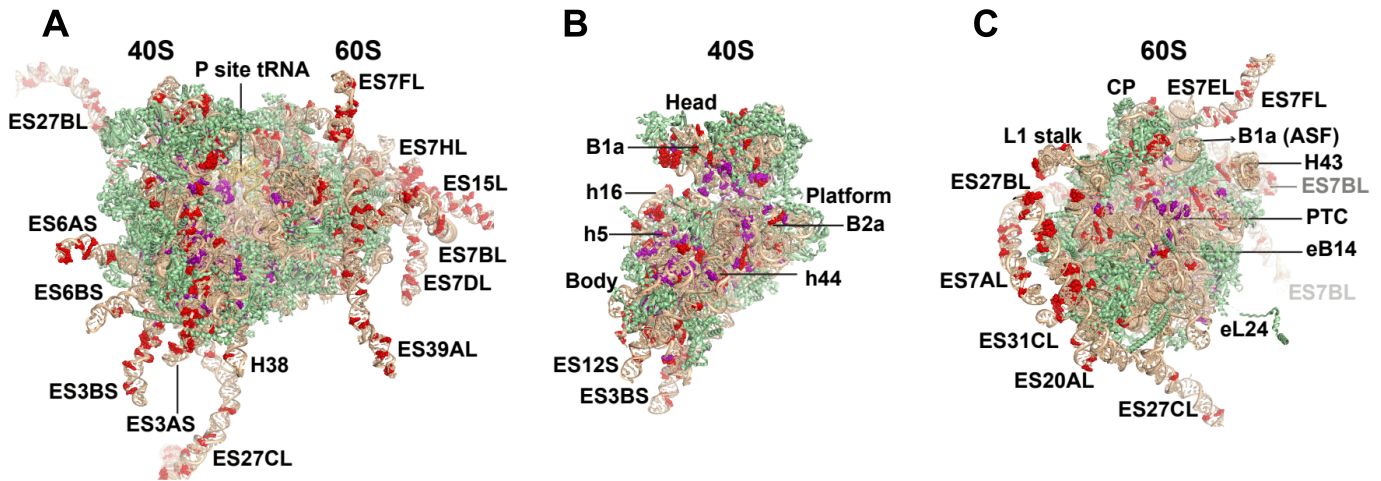 A
40S
60S
P site tRNA
ES7FL
ES27BL
ES7HL
ES15L
ES6AS
ES7BL
ES7DL
ES6BS
ES39AL
H38
ES3BS
ES3AS
ES27CL
B
40S
Head
B1a
h16
Platform
h5
B2a
Body
h44
ES12S
ES3BS
C
60S
CP
ES7EL
ES7FL
L1 stalk
B1a (ASF)
H43
ES27BL
ES7BL
PTC
eB14
ES7AL
ES7BL
eL24
ES31CL
ES20AL
ES27CL